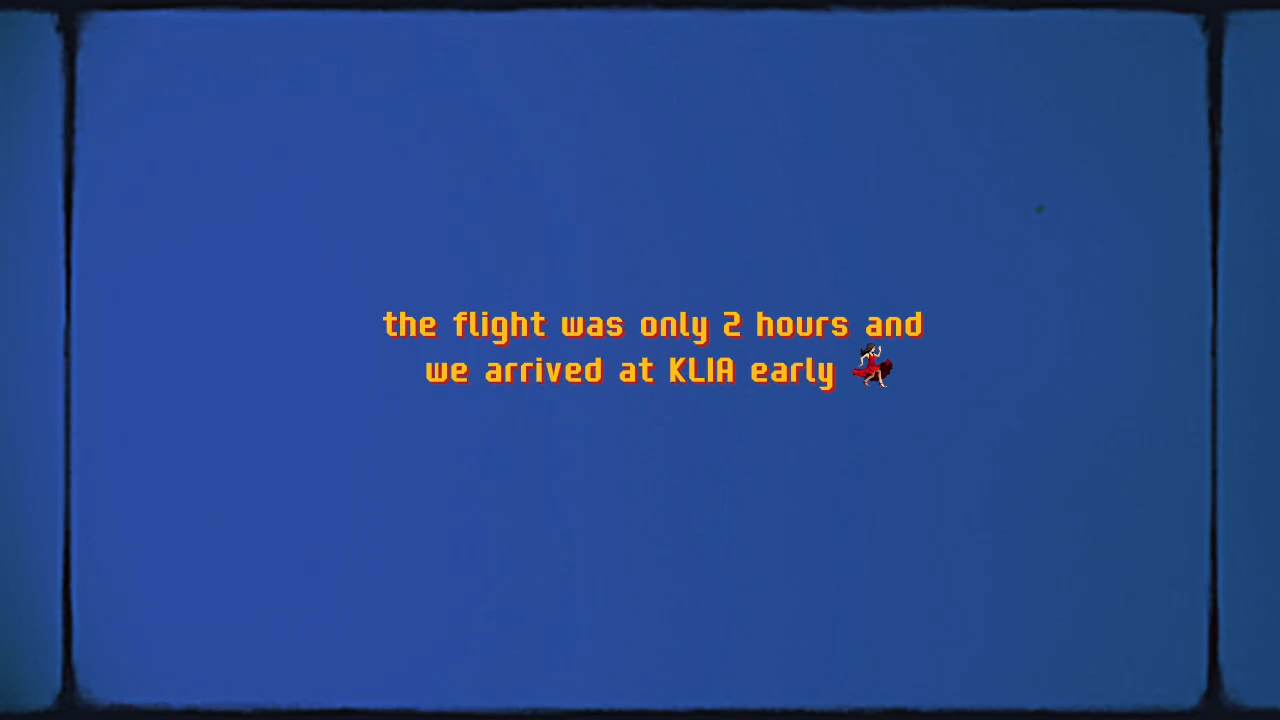 the flight was only 2 hours and
we arrived at KLIA early 💃